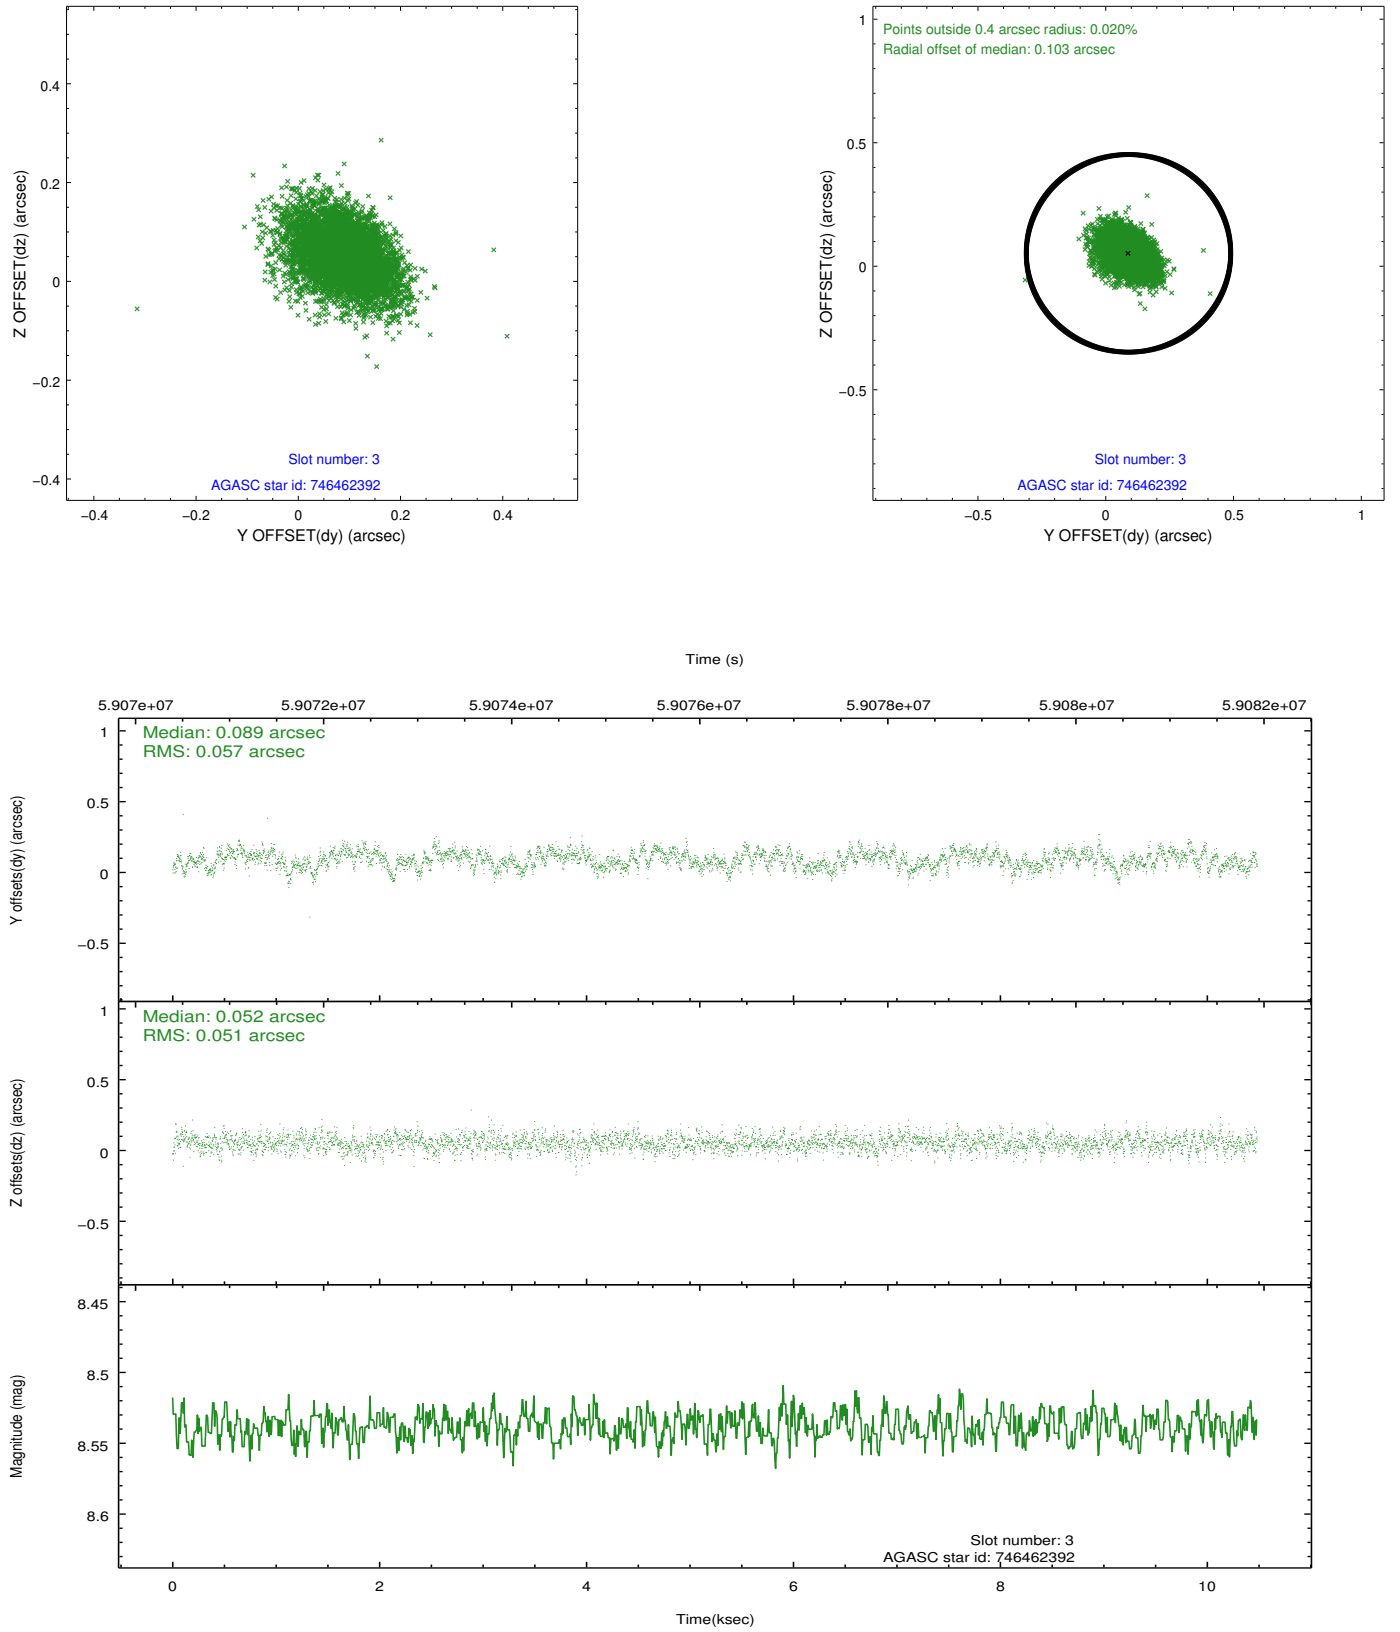 0.4
0.2
0
−0.2
−0.4
Z OFFSET(dz) (arcsec)
Slot number: 3
AGASC star id: 746462392
−0.4 −0.2 0 0.2 0.4
Y OFFSET(dy) (arcsec)
Points outside 0.4 arcsec radius: 0.020%
Radial offset of median: 0.103 arcsec
1
0.5
0
−0.5
Z OFFSET(dz) (arcsec)
Slot number: 3
AGASC star id: 746462392
−0.5 0 0.5 1
Y OFFSET(dy) (arcsec)
Time (s)
5.907e+07 5.9072e+07 5.9074e+07 5.9076e+07 5.9078e+07 5.908e+07 5.9082e+07
Median: 0.089 arcsec
RMS: 0.057 arcsec
1
0.5
0
−0.5
Y offsets(dy) (arcsec)
Median: 0.052 arcsec
RMS: 0.051 arcsec
1
0.5
0
−0.5
Z offsets(dz) (arcsec)
8.45
8.5
8.55
8.6
Magnitude (mag)
Slot number: 3
AGASC star id: 746462392
0 2 4 6 8 10
Time(ksec)